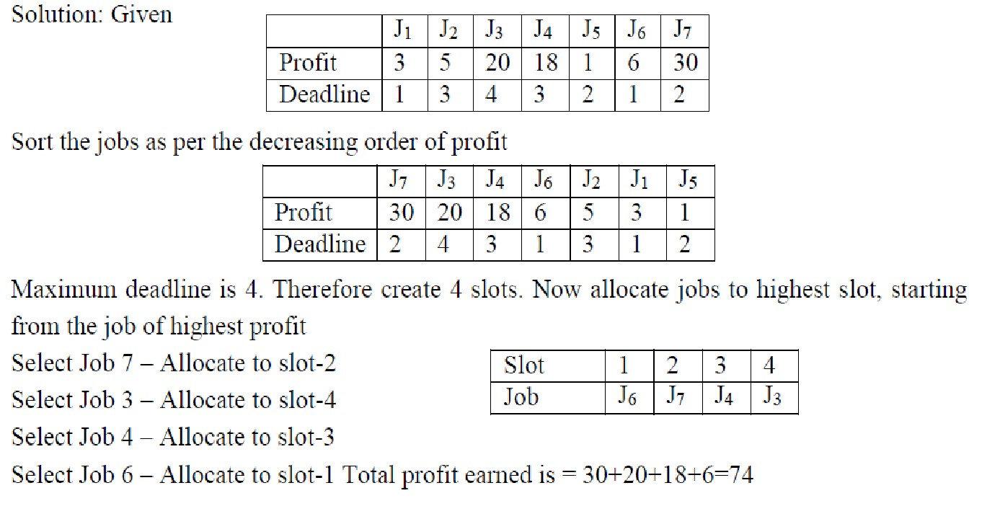 Solution: Given
J₁ J₂ J₃ J₄ J₅ J₆ J₇
Profit 3 5 20 18 1 6 30
Deadline 1 3 4 3 2 1 2
Sort the jobs as per the decreasing order of profit
J₇ J₃ J₄ J₆ J₂ J₁ J₅
Profit 30 20 18 6 5 3 1
Deadline 2 4 3 1 3 1 2
Maximum deadline is 4. Therefore create 4 slots. Now allocate jobs to highest slot, starting
from the job of highest profit
Select Job 7 – Allocate to slot-2
Select Job 3 – Allocate to slot-4
Select Job 4 – Allocate to slot-3
Slot 1 2 3 4
Job J₆ J₇ J₄ J₃
Select Job 6 – Allocate to slot-1 Total profit earned is = 30+20+18+6=74